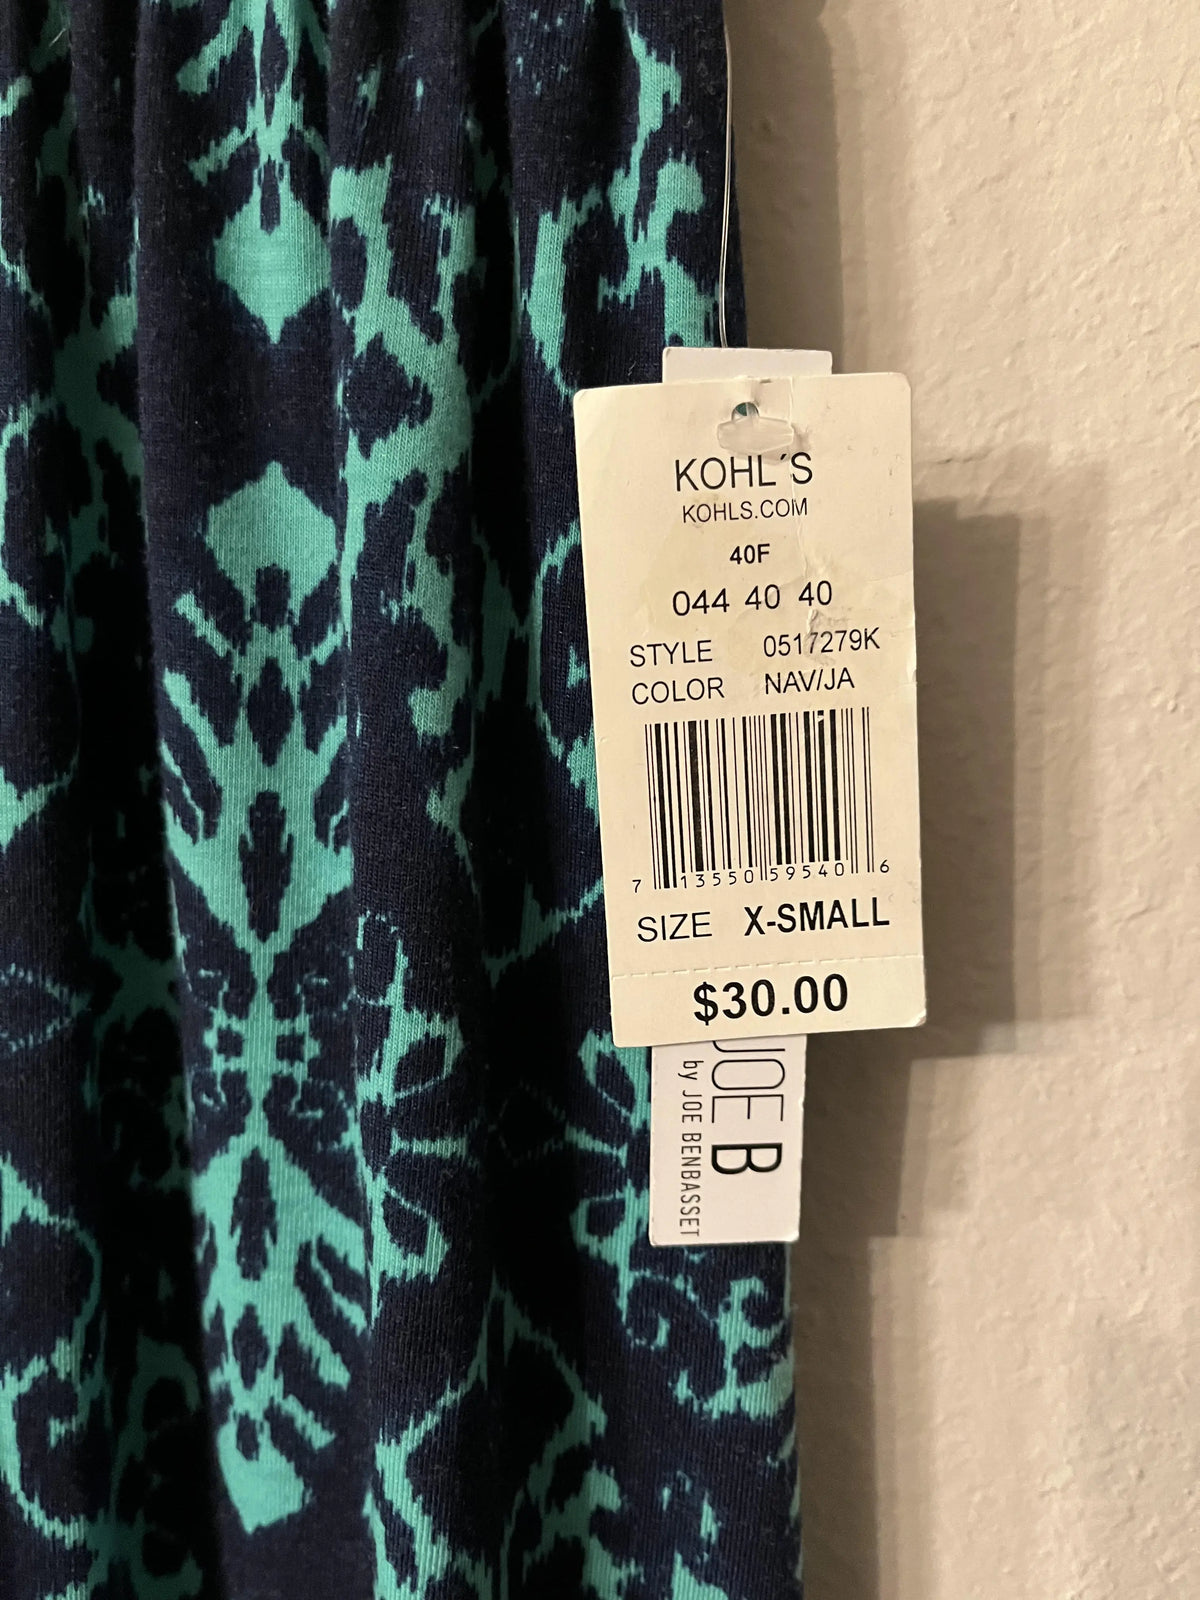 KOHL´S
KOHLS.COM
40F
044 40 40
STYLE 0517279K
COLOR NAV/JA
7 13550 59540 6
SIZE X-SMALL
$30.00
JOE B
by JOE BENBASSET